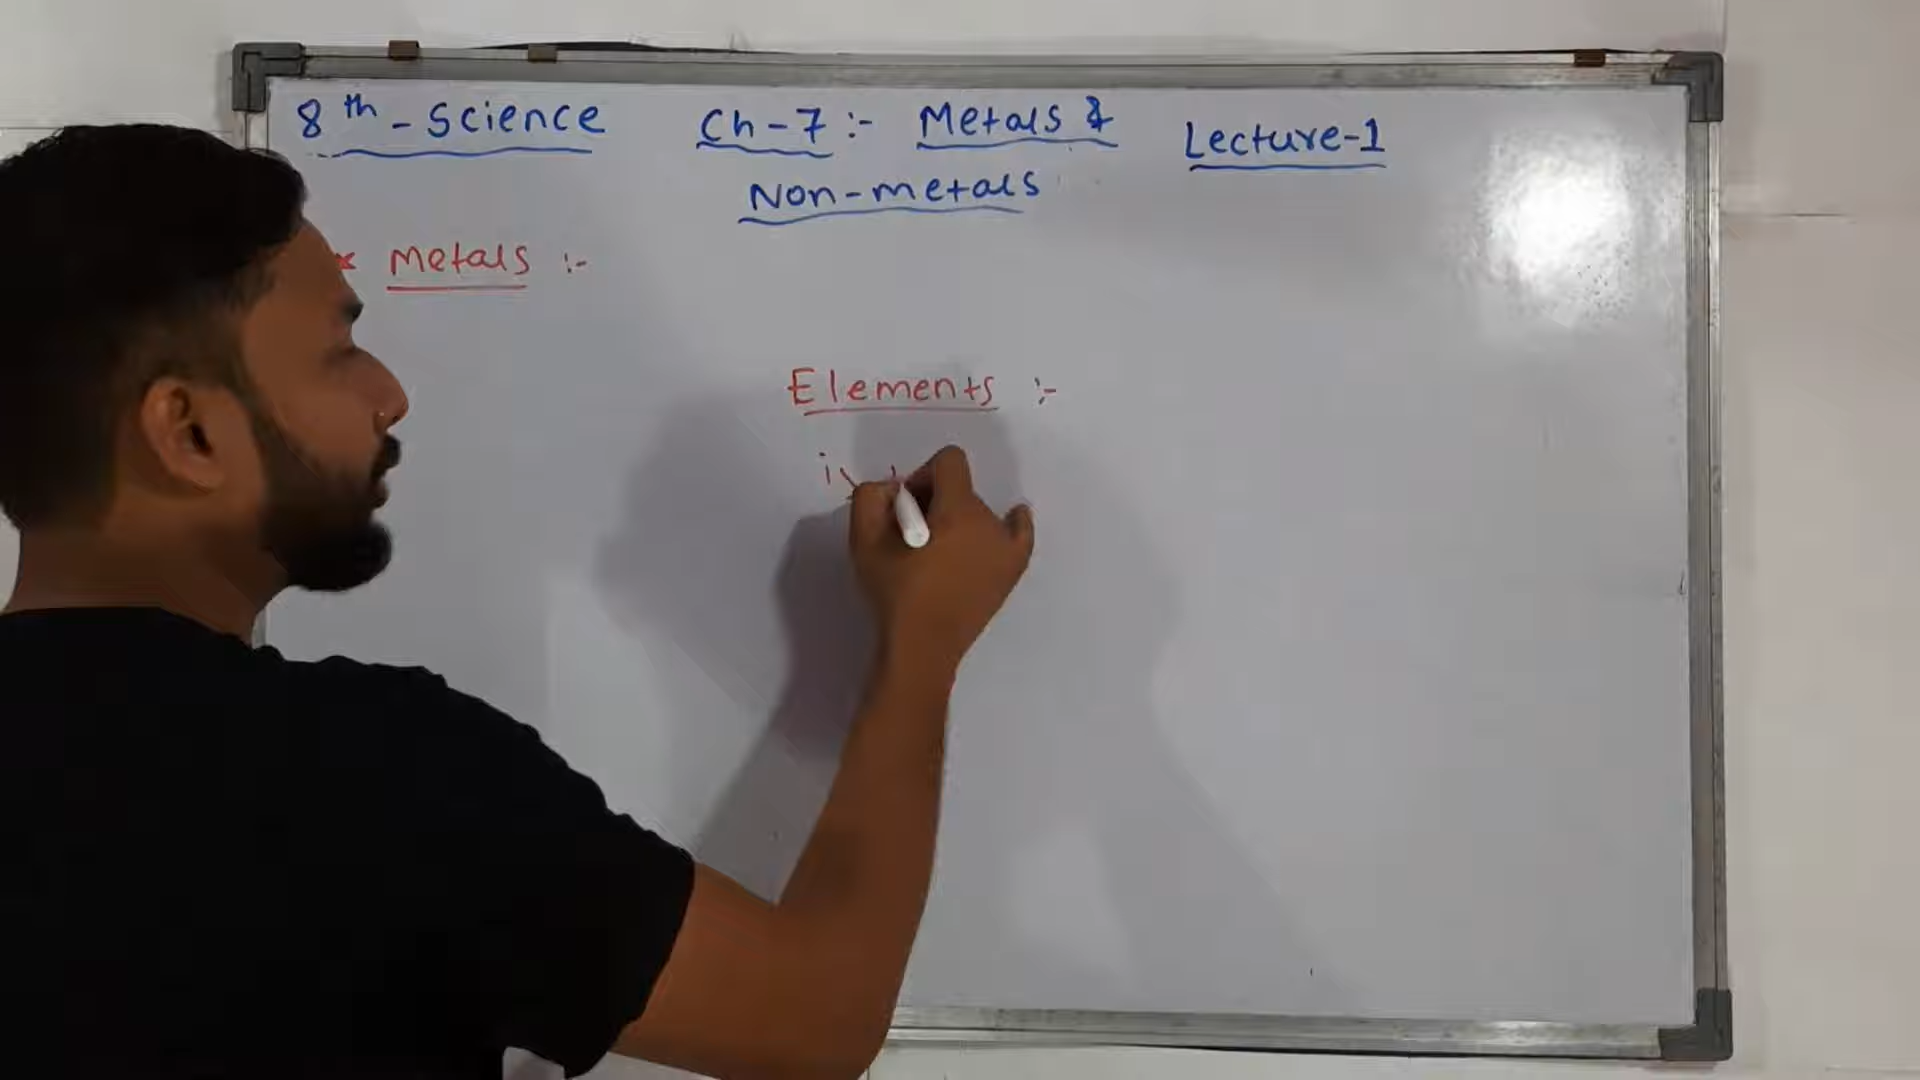 8th - Science Ch-7 :- Metals & Lecture-1
Non-metals
* Metals :-
Elements :-
i)